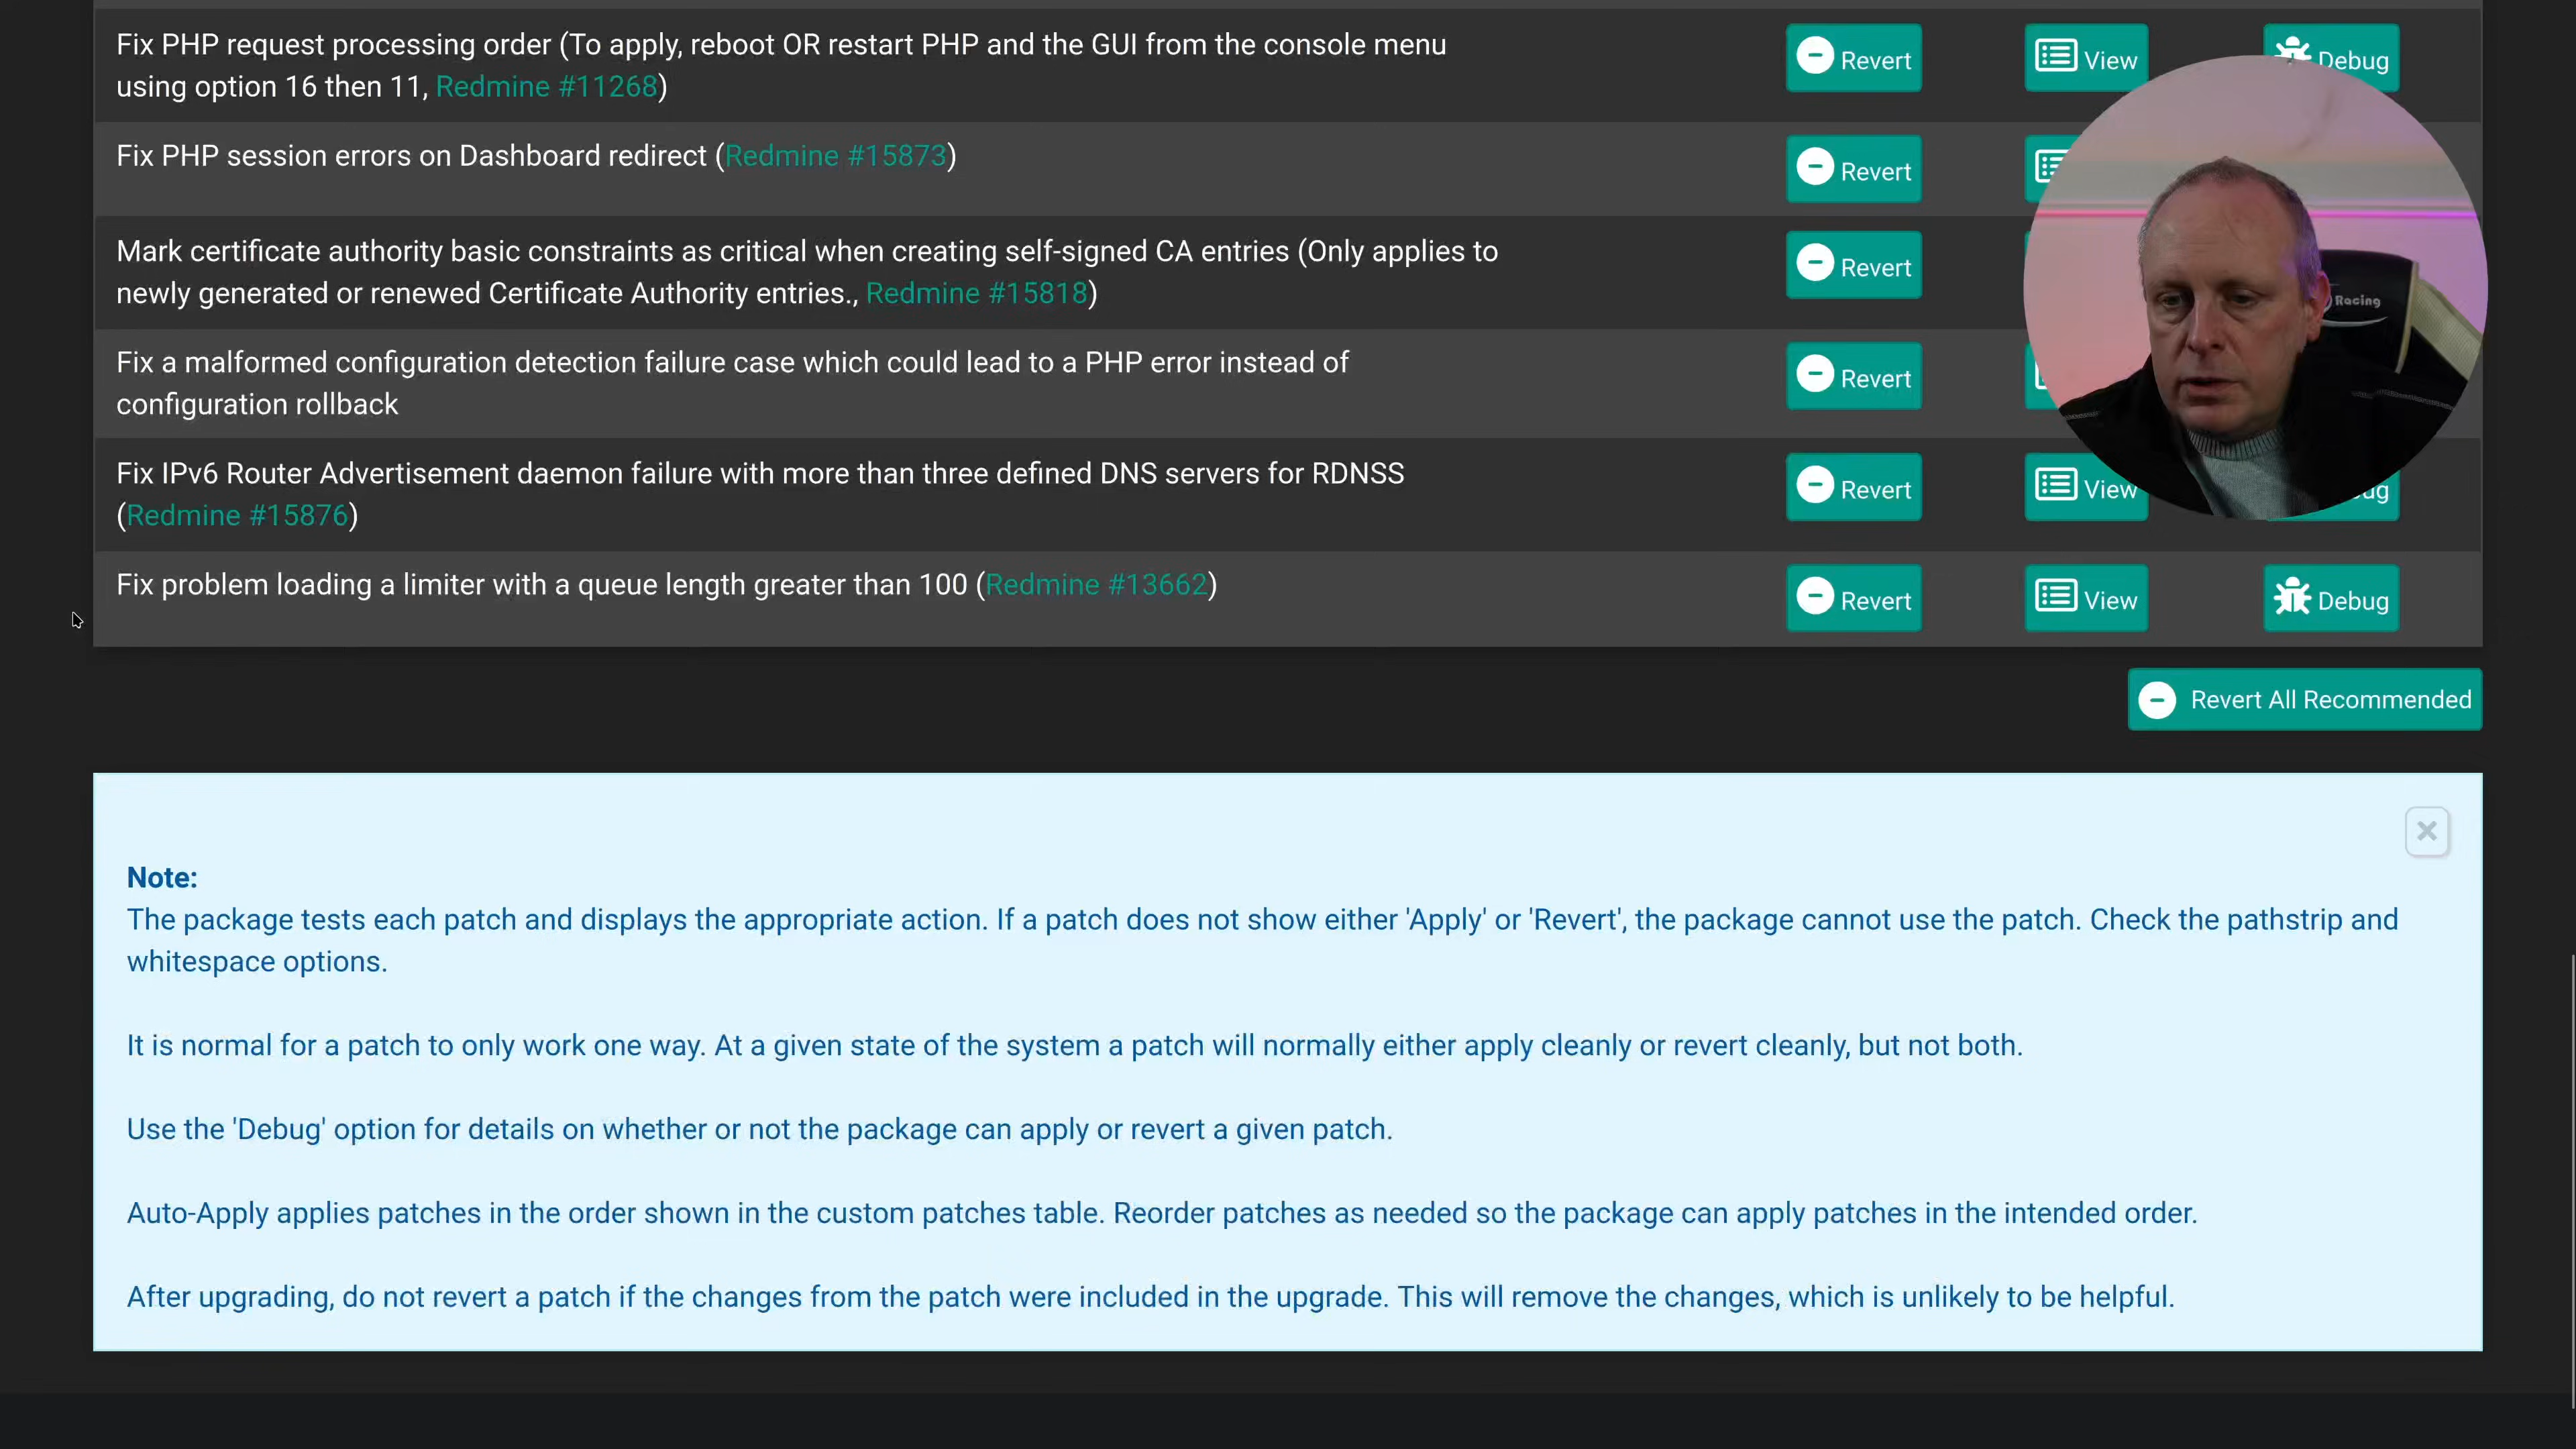 Fix PHP request processing order (To apply, reboot OR restart PHP and the GUI from the console menu
using option 16 then 11, Redmine #11268)
Revert
View
Debug
Fix PHP session errors on Dashboard redirect (Redmine #15873)
Revert
Mark certificate authority basic constraints as critical when creating self-signed CA entries (Only applies to
newly generated or renewed Certificate Authority entries., Redmine #15818)
Revert
Racing
Fix a malformed configuration detection failure case which could lead to a PHP error instead of
configuration rollback
Revert
Fix IPv6 Router Advertisement daemon failure with more than three defined DNS servers for RDNSS
(Redmine #15876)
Revert
View
Fix problem loading a limiter with a queue length greater than 100 (Redmine #13662)
Revert
View
Debug
Revert All Recommended
Note:
The package tests each patch and displays the appropriate action. If a patch does not show either 'Apply' or 'Revert', the package cannot use the patch. Check the pathstrip and
whitespace options.
It is normal for a patch to only work one way. At a given state of the system a patch will normally either apply cleanly or revert cleanly, but not both.
Use the 'Debug' option for details on whether or not the package can apply or revert a given patch.
Auto-Apply applies patches in the order shown in the custom patches table. Reorder patches as needed so the package can apply patches in the intended order.
After upgrading, do not revert a patch if the changes from the patch were included in the upgrade. This will remove the changes, which is unlikely to be helpful.